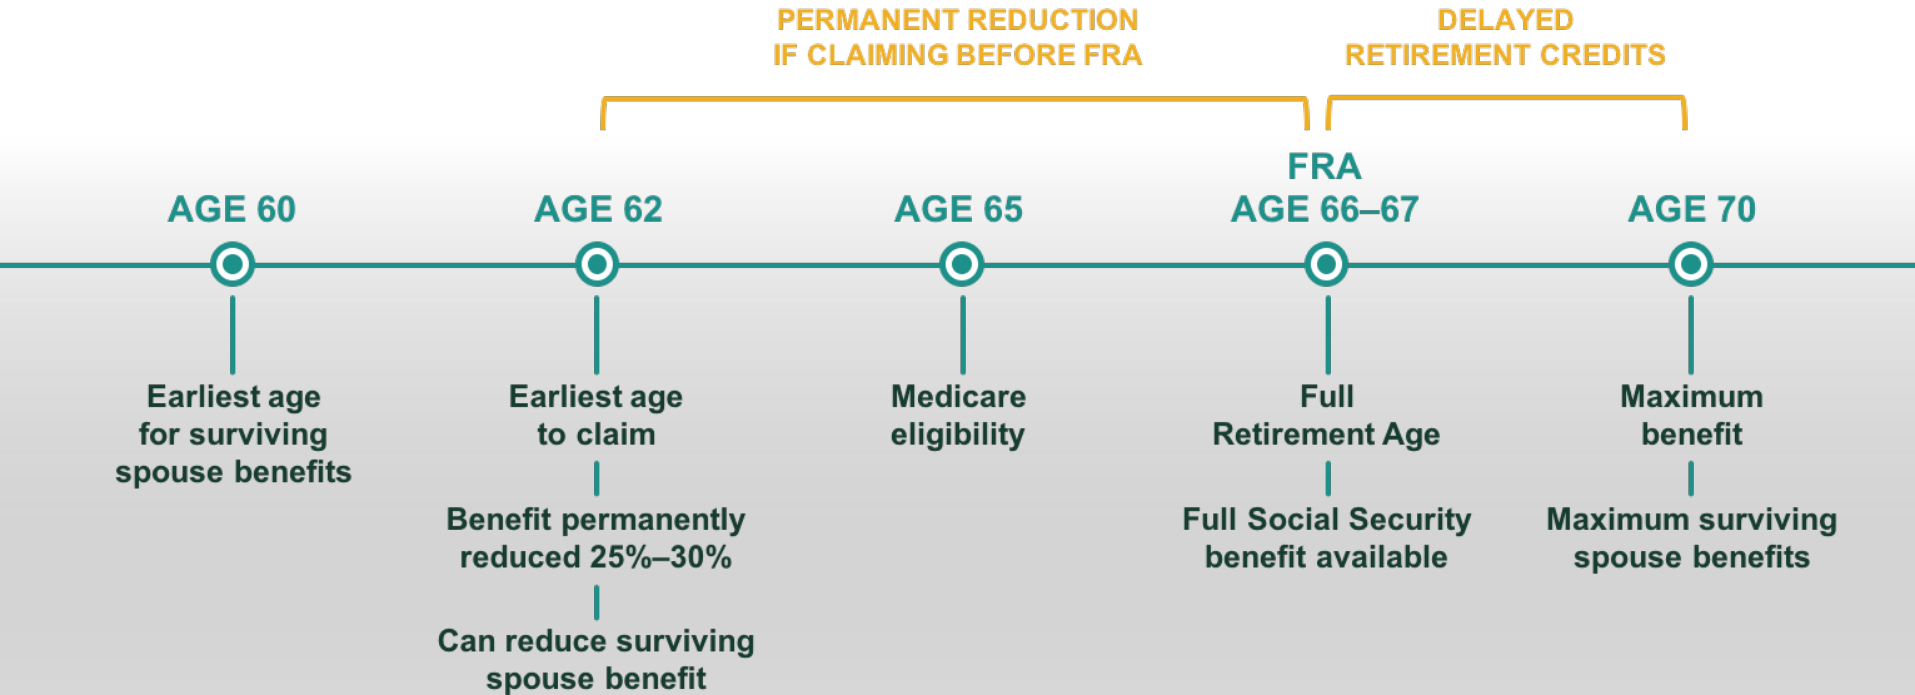 PERMANENT REDUCTION
IF CLAIMING BEFORE FRA
DELAYED
RETIREMENT CREDITS
AGE 60
Earliest age
for surviving
spouse benefits
AGE 62
Earliest age
to claim
Benefit permanently
reduced 25%–30%
Can reduce surviving
spouse benefit
AGE 65
Medicare
eligibility
FRA
AGE 66–67
Full
Retirement Age
Full Social Security
benefit available
AGE 70
Maximum
benefit
Maximum surviving
spouse benefits